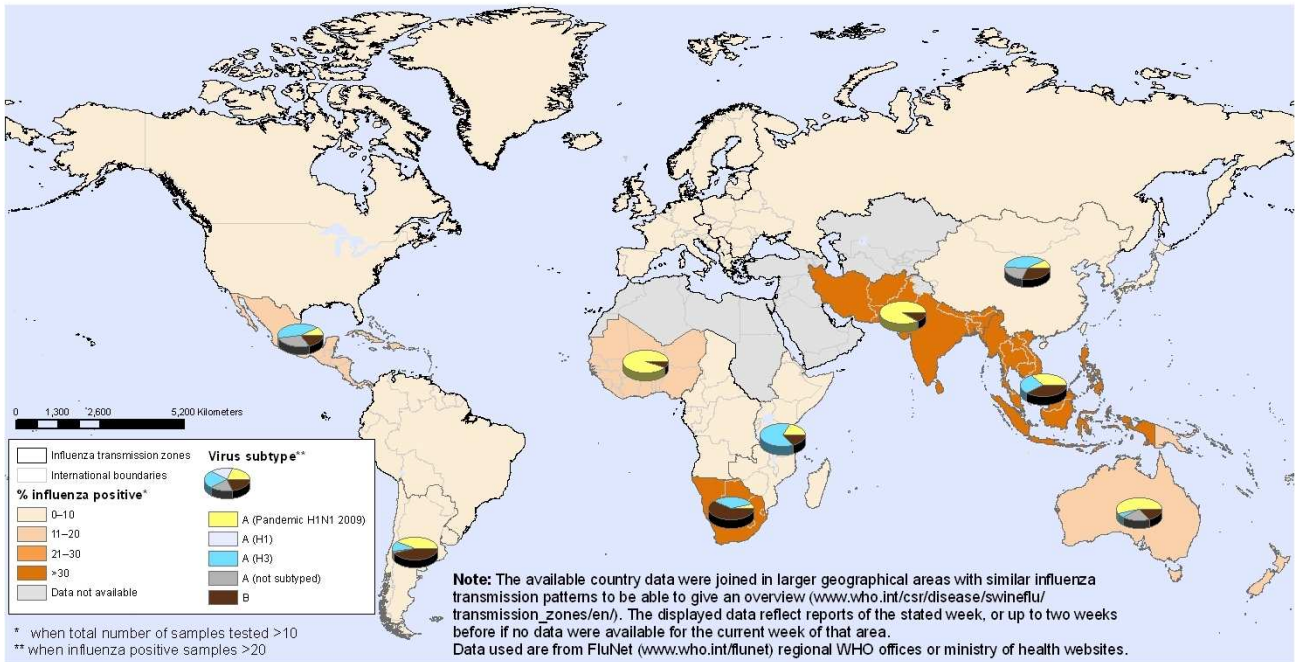 0 1,300 2,600 5,200 Kilometers
Influenza transmission zones
International boundaries
% influenza positive*
0–10
11–20
21–30
>30
Data not available
Virus subtype**
A (Pandemic H1N1 2009)
A (H1)
A (H3)
A (not subtyped)
B
* when total number of samples tested >10
** when influenza positive samples >20
Note: The available country data were joined in larger geographical areas with similar influenza
transmission patterns to be able to give an overview (www.who.int/csr/disease/swineflu/
transmission_zones/en/). The displayed data reflect reports of the stated week, or up to two weeks
before if no data were available for the current week of that area.
Data used are from FluNet (www.who.int/flunet) regional WHO offices or ministry of health websites.